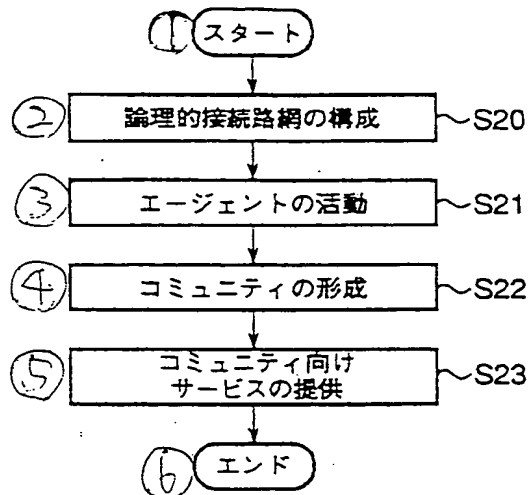 ① スタート
② 論理的接続路網の構成 S20
③ エージェントの活動 S21
④ コミュニティの形成 S22
⑤ コミュニティ向け
サービスの提供 S23
⑥ エンド